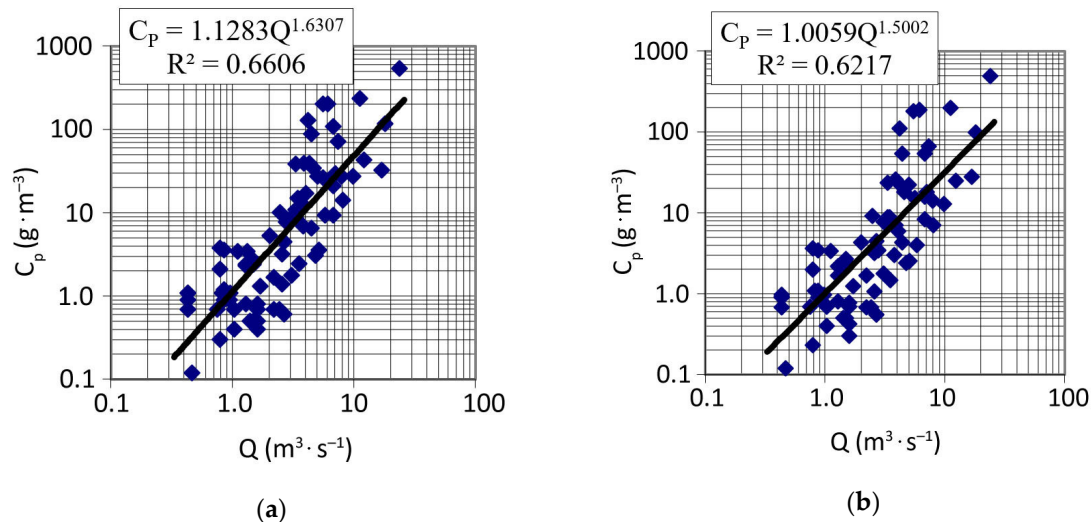 C_P = 1.1283Q^1.6307
R² = 0.6606
1000
100
10
1.0
0.1
C_p (g · m⁻³)
0.1
1.0
10
100
Q (m³ · s⁻¹)
(a)
C_P = 1.0059Q^1.5002
R² = 0.6217
1000
100
10
1.0
0.1
C_p (g · m⁻³)
0.1
1.0
10
100
Q (m³ · s⁻¹)
(b)